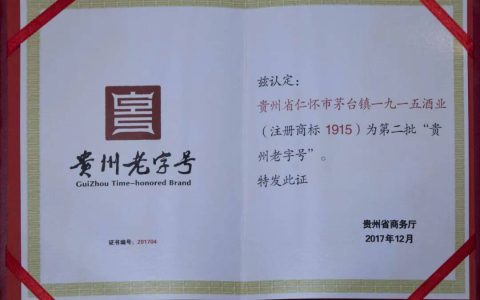 贵州老字号
GuiZhou Time-honored Brand
证书编号：ZG1704
兹认定：
贵州省仁怀市茅台镇一九一五酒业
（注册商标 1915）为第二批“贵
州老字号”。
特发此证
贵州省商务厅
2017年12月